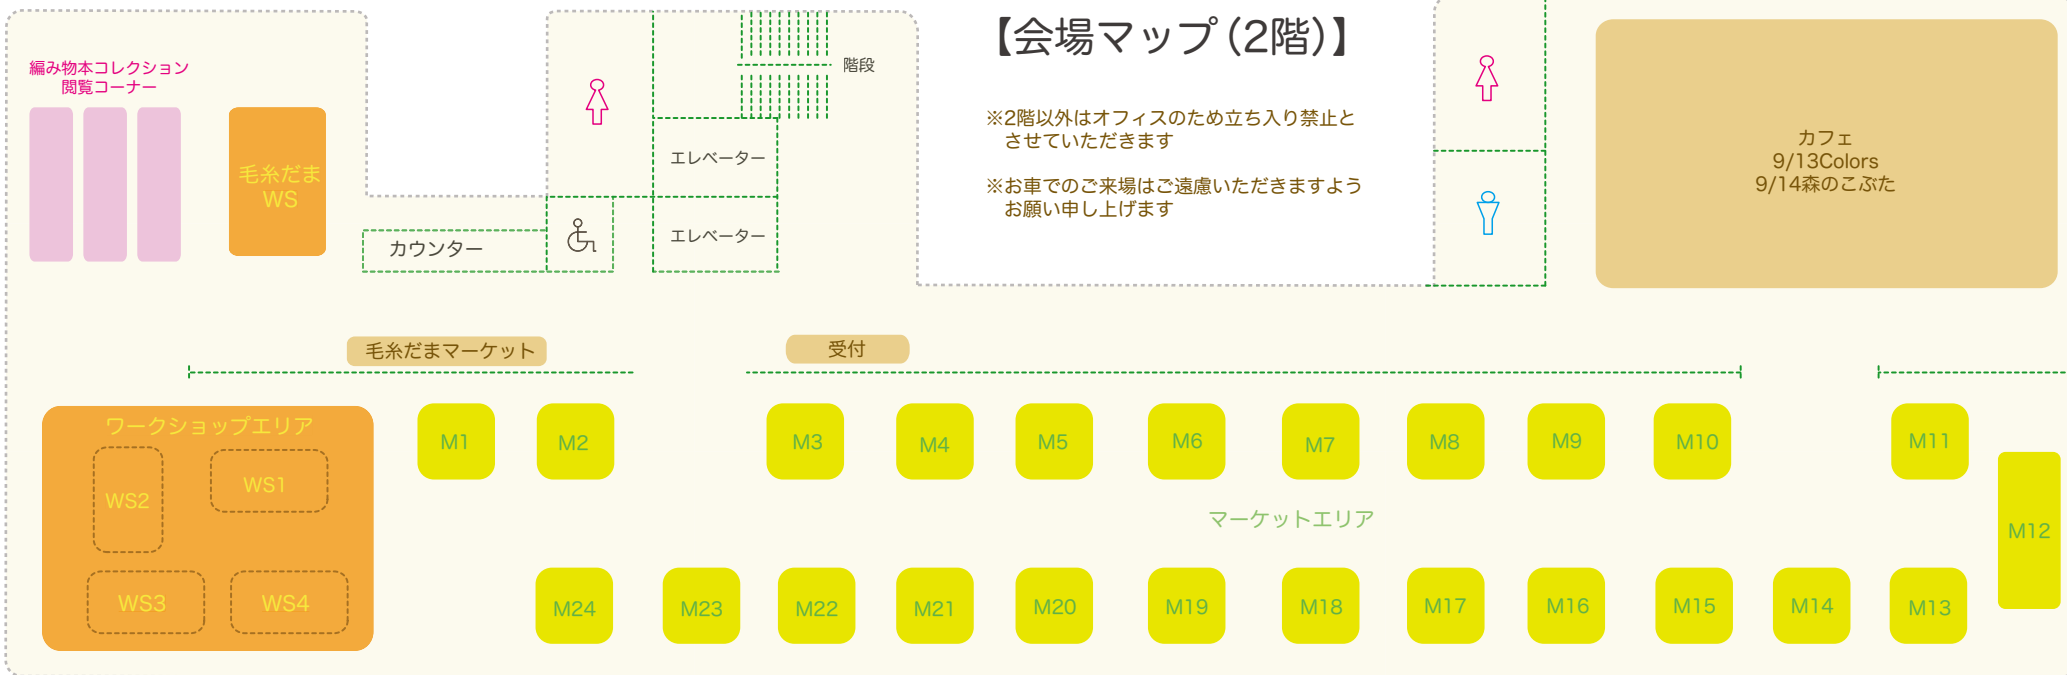 【会場マップ(2階)】
※2階以外はオフィスのため立ち入り禁止と
させていただきます
※お車でのご来場はご遠慮いただきますよう
お願い申し上げます
編み物本コレクション
閲覧コーナー
毛糸だま
WS
階段
エレベーター
エレベーター
カウンター
カフェ
9/13Colors
9/14森のこぶた
毛糸だまマーケット
受付
ワークショップエリア
WS1
WS2
WS3
WS4
M1
M2
M3
M4
M5
M6
M7
M8
M9
M10
M11
マーケットエリア
M12
M24
M23
M22
M21
M20
M19
M18
M17
M16
M15
M14
M13